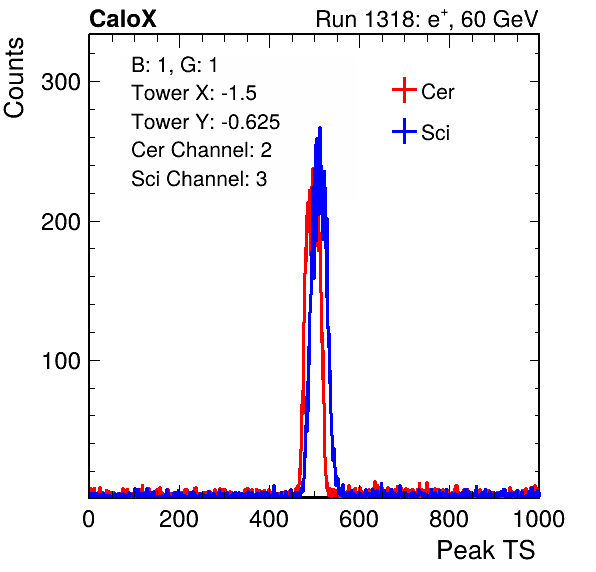 CaloX Run 1318: e⁺, 60 GeV
Counts
B: 1, G: 1
Tower X: -1.5
Tower Y: -0.625
Cer Channel: 2
Sci Channel: 3
Cer
Sci
300
200
100
0 200 400 600 800 1000
Peak TS